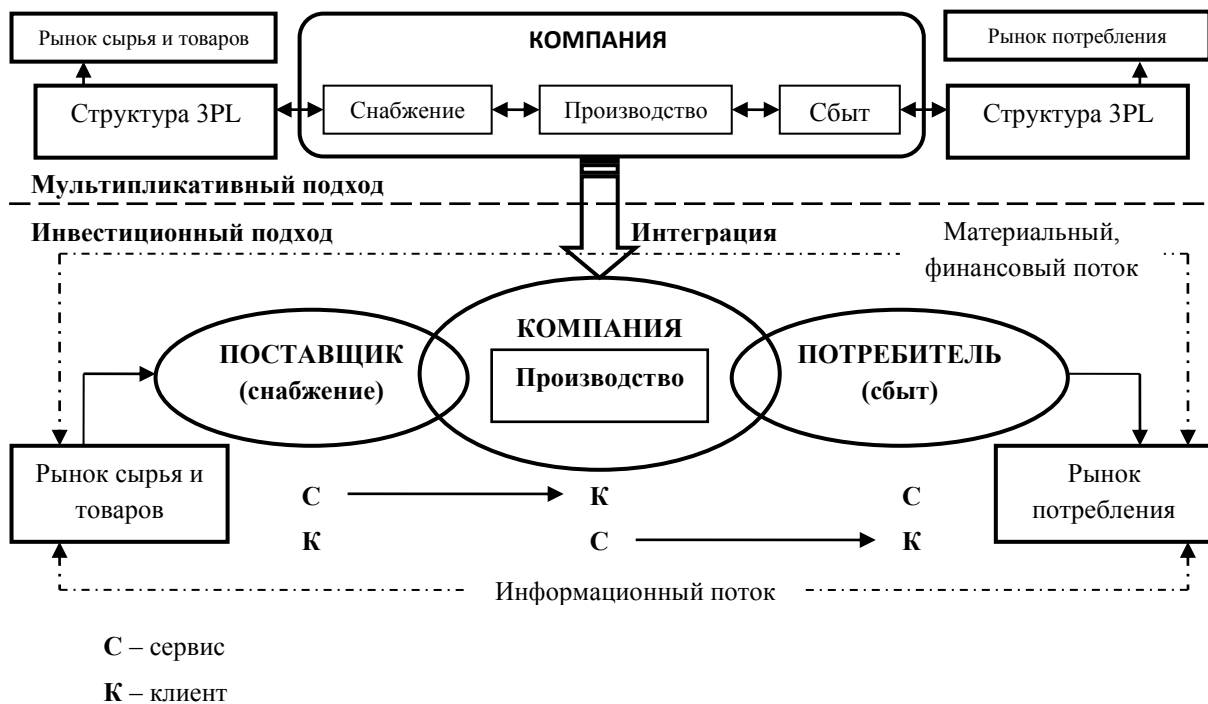 Рынок сырья и товаров
КОМПАНИЯ
Рынок потребления
Структура 3PL
Снабжение
Производство
Сбыт
Структура 3PL
Мультипликативный подход
Инвестиционный подход
Интеграция
Материальный,
финансовый поток
КОМПАНИЯ
ПОСТАВЩИК
(снабжение)
Производство
ПОТРЕБИТЕЛЬ
(сбыт)
Рынок сырья и
товаров
С
К
С
Рынок
потребления
К
С
К
Информационный поток
С – сервис
К – клиент